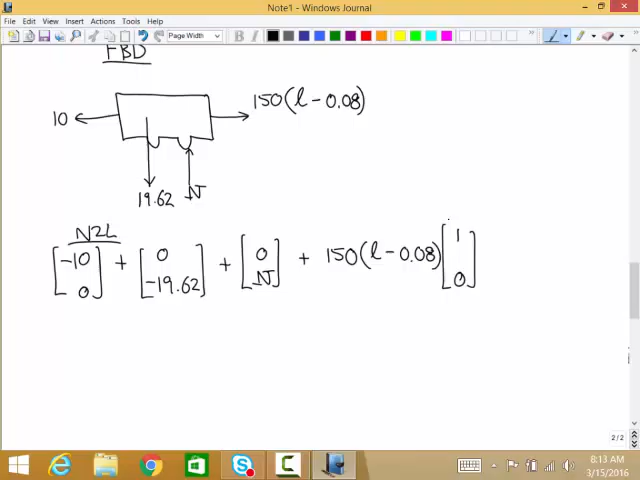 Note1 - Windows Journal
File Edit View Insert Actions Tools Help
Page Width
B
FBD
10
150(l - 0.08)
19.62
N
N2L
[-10 0] + [0 -19.62] + [0 N] + 150(l - 0.08) [1 0]
2/2
8:13 AM
3/15/2016